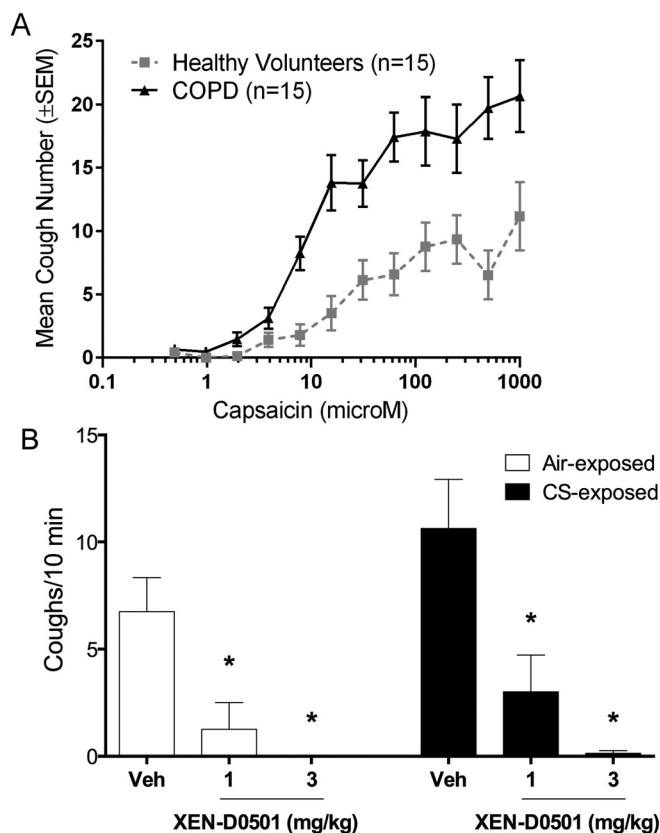 A
Mean Cough Number (±SEM)
25
20
15
10
5
0
Healthy Volunteers (n=15)
COPD (n=15)
0.1 1 10 100 1000
Capsaicin (microM)
B
Coughs/10 min
15
10
5
0
Air-exposed
CS-exposed
* * * *
Veh 1 3 Veh 1 3
XEN-D0501 (mg/kg) XEN-D0501 (mg/kg)